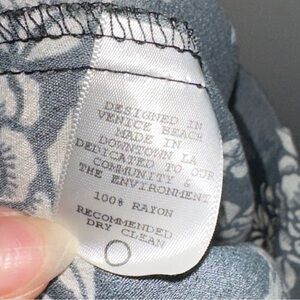 DESIGNED IN
VENICE BEACH
MADE IN
DOWNTOWN LA
DEDICATED TO OUR
COMMUNITY &
THE ENVIRONMENT
100% RAYON
RECOMMENDED
DRY CLEAN